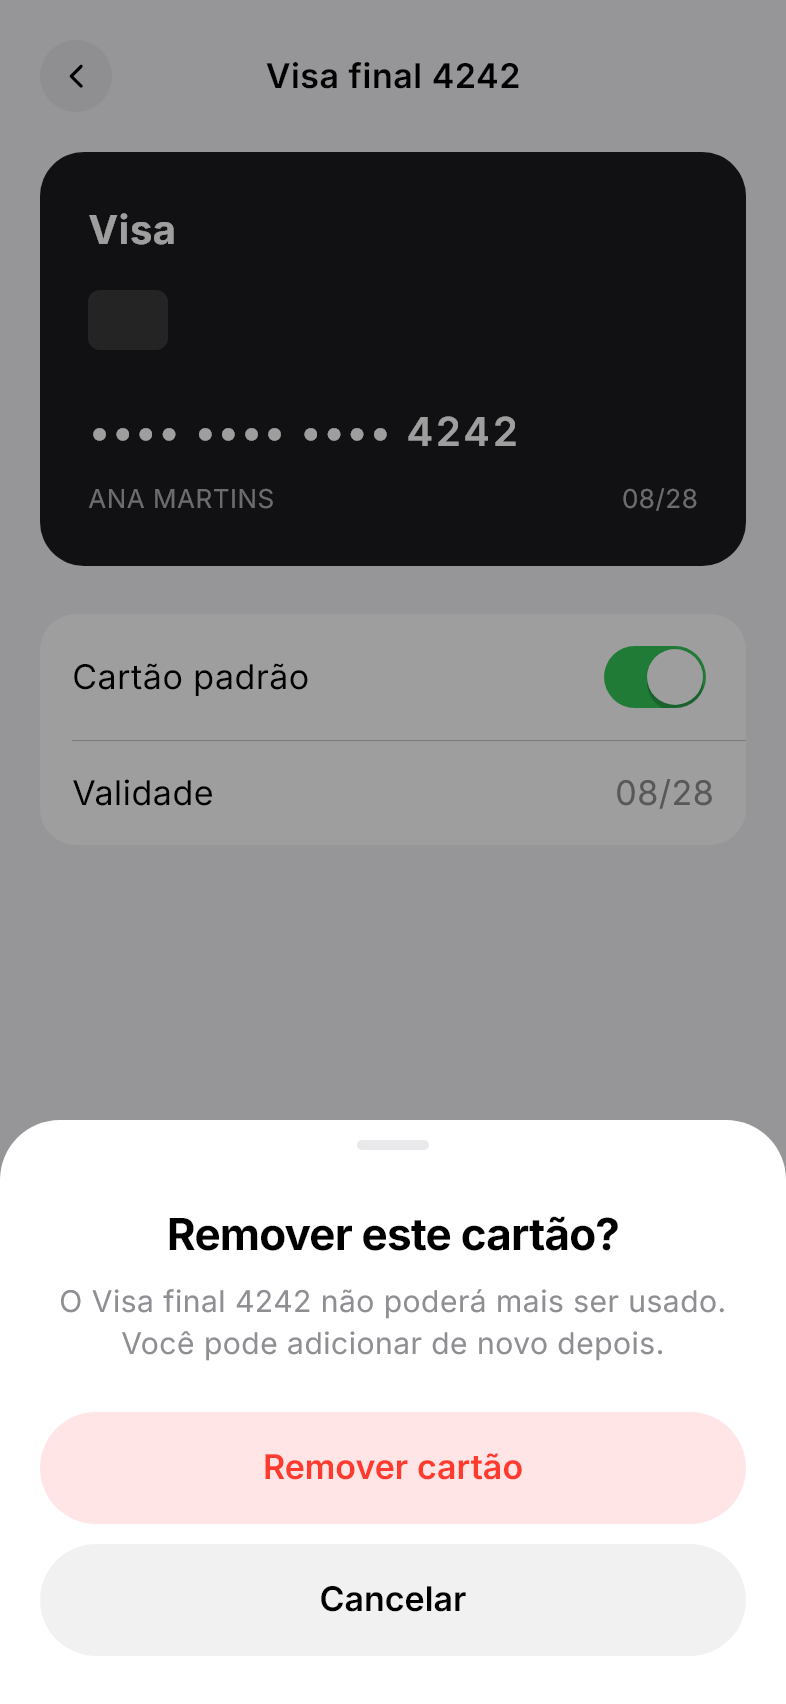 Visa final 4242
Visa
•••• •••• •••• 4242
ANA MARTINS 08/28
Cartão padrão
Validade 08/28
Remover este cartão?
O Visa final 4242 não poderá mais ser usado.
Você pode adicionar de novo depois.
Remover cartão
Cancelar